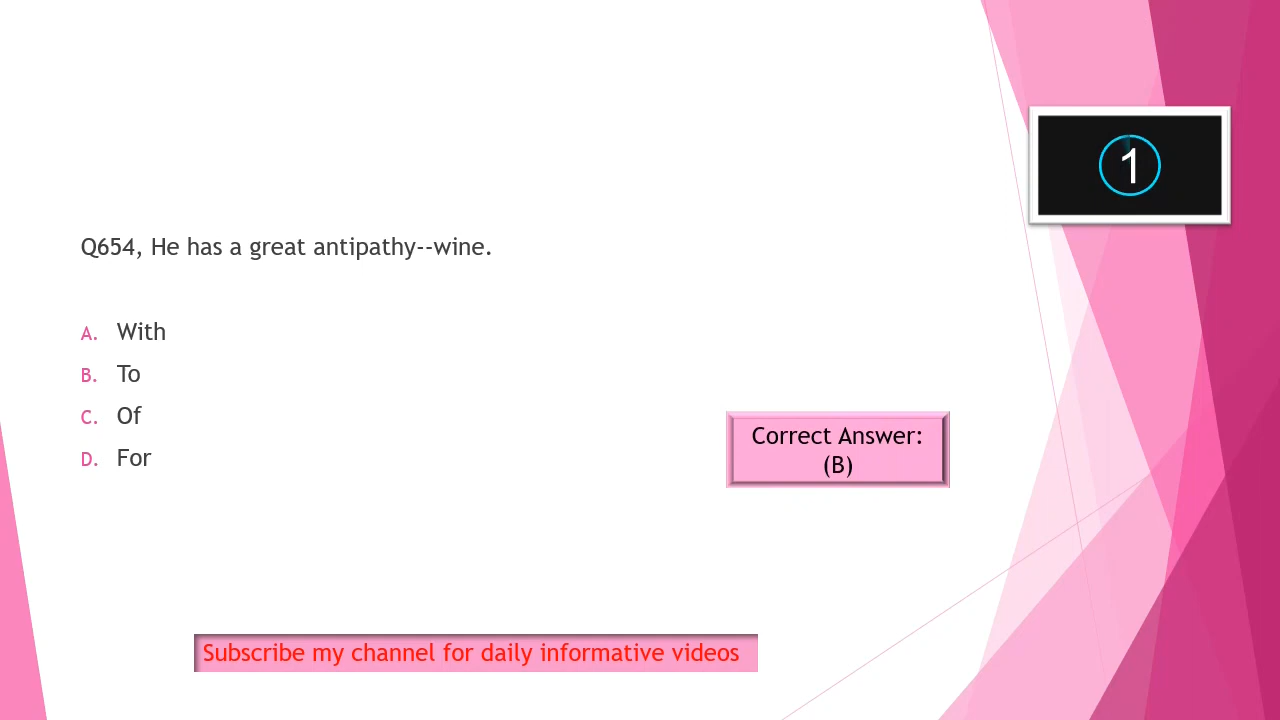 1
Q654, He has a great antipathy--wine.
A. With
B. To
C. Of
D. For
Correct Answer:
(B)
Subscribe my channel for daily informative videos